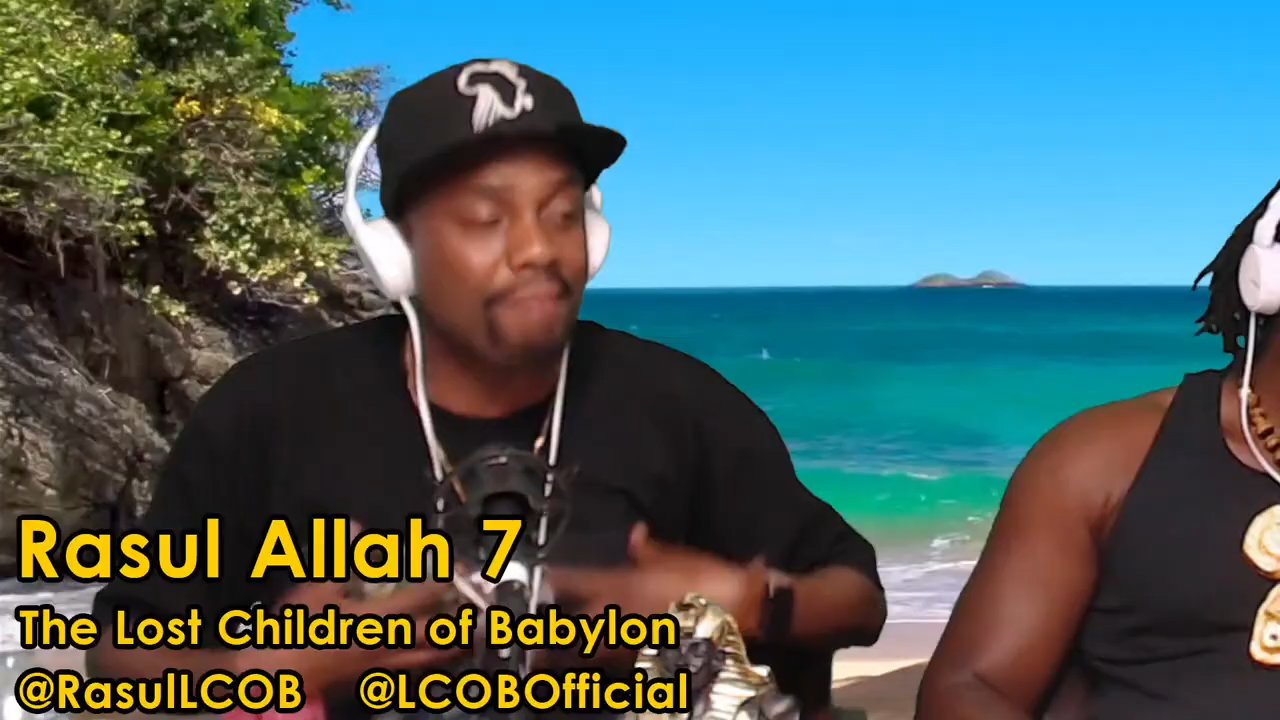 Rasul Allah 7
The Lost Children of Babylon
@RasulLCOB @LCOBOfficial